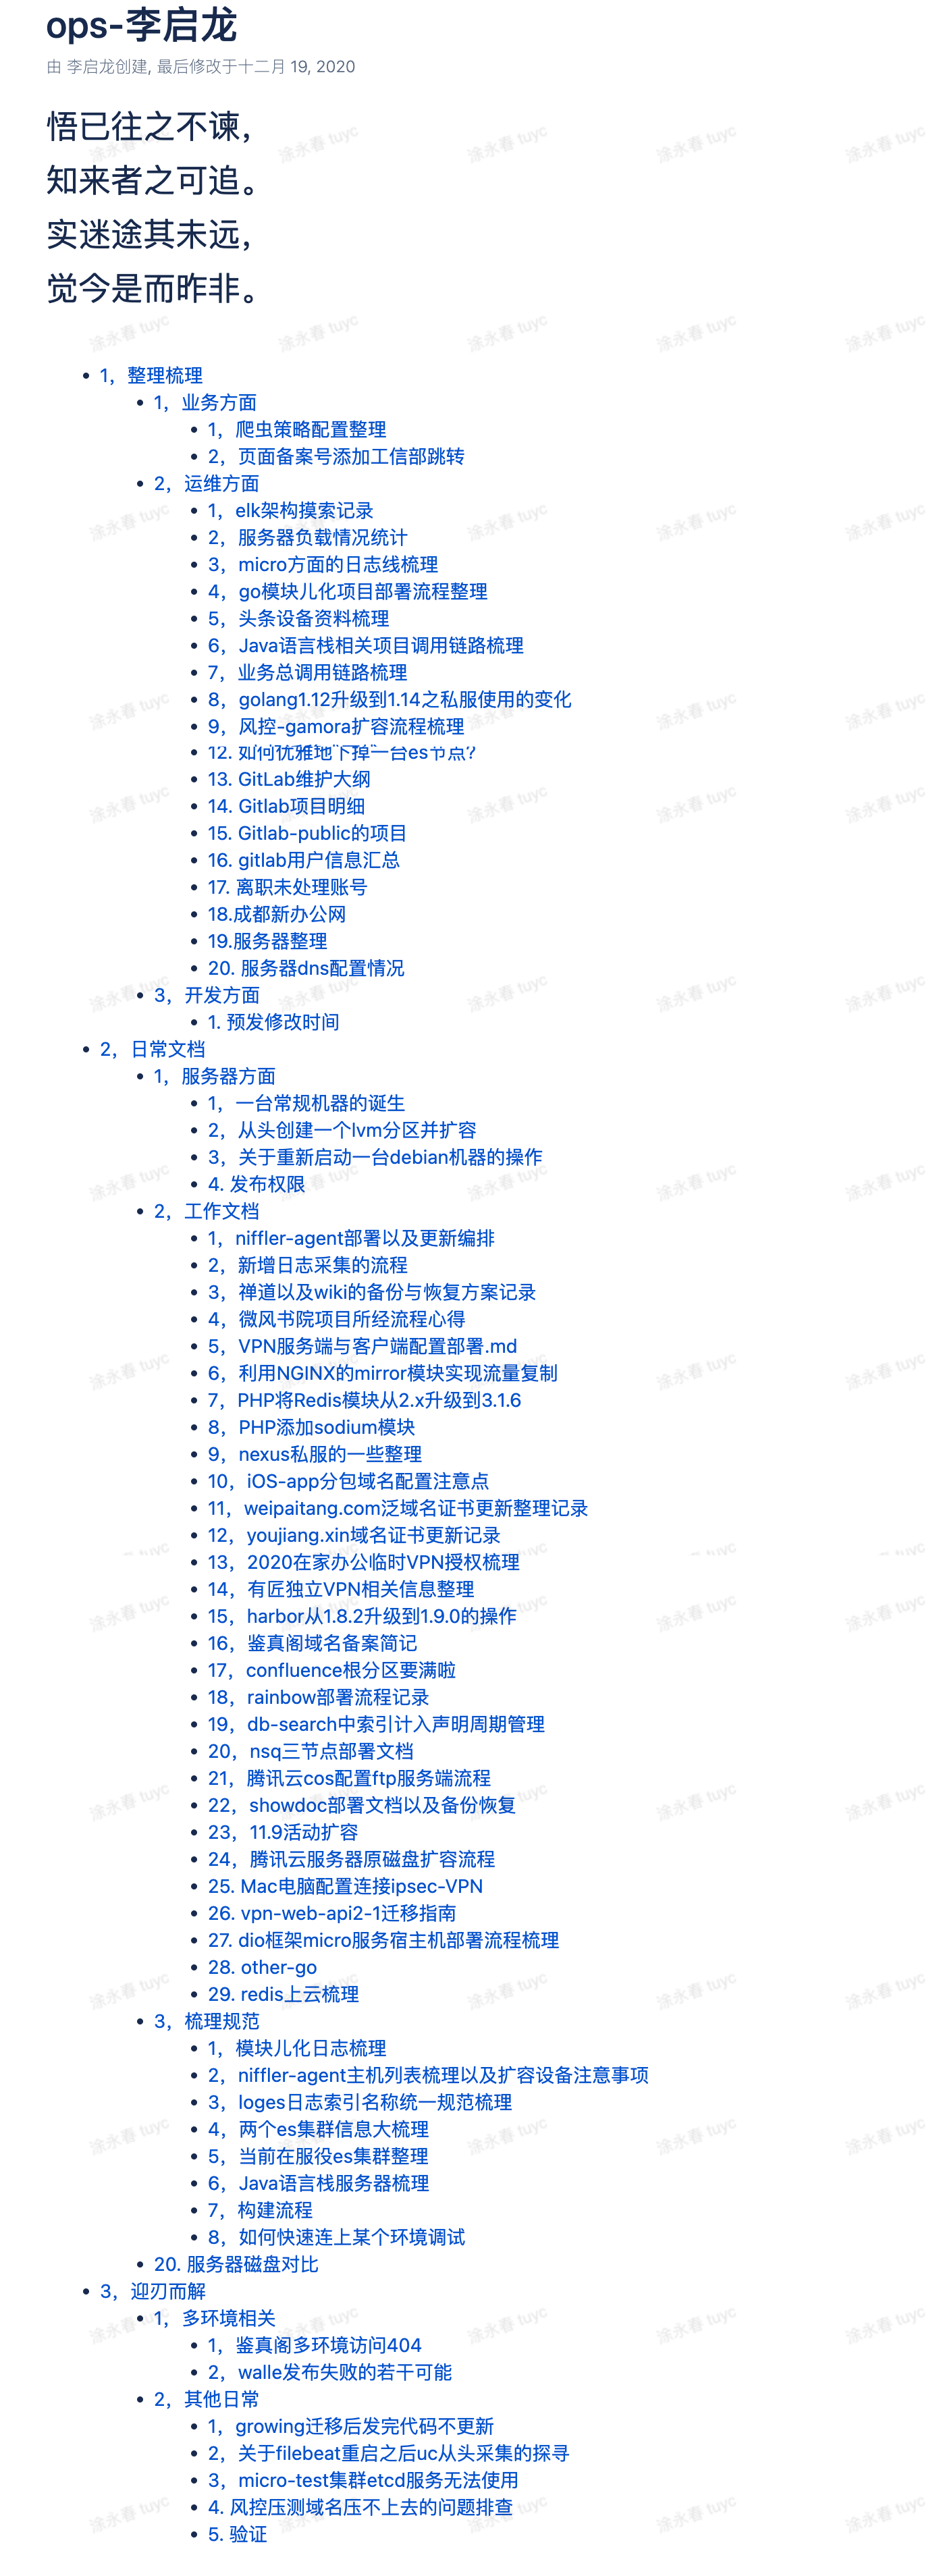 ops-李启龙
由 李启龙创建, 最后修改于十二月 19, 2020
悟已往之不谏,
知来者之可追。
实迷途其未远,
觉今是而昨非。
1，整理梳理
1，业务方面
1，爬虫策略配置整理
2，页面备案号添加工信部跳转
2，运维方面
1，elk架构摸索记录
2，服务器负载情况统计
3，micro方面的日志线梳理
4，go模块儿化项目部署流程整理
5，头条设备资料梳理
6，Java语言栈相关项目调用链路梳理
7，业务总调用链路梳理
8，golang1.12升级到1.14之私服使用的变化
9，风控-gamora扩容流程梳理
12. 如何优雅地下掉一台es节点?
13. GitLab维护大纲
14. Gitlab项目明细
15. Gitlab-public的项目
16. gitlab用户信息汇总
17. 离职未处理账号
18.成都新办公网
19.服务器整理
20. 服务器dns配置情况
3，开发方面
1. 预发修改时间
2，日常文档
1，服务器方面
1，一台常规机器的诞生
2，从头创建一个lvm分区并扩容
3，关于重新启动一台debian机器的操作
4. 发布权限
2，工作文档
1，niffler-agent部署以及更新编排
2，新增日志采集的流程
3，禅道以及wiki的备份与恢复方案记录
4，微风书院项目所经流程心得
5，VPN服务端与客户端配置部署.md
6，利用NGINX的mirror模块实现流量复制
7，PHP将Redis模块从2.x升级到3.1.6
8，PHP添加sodium模块
9，nexus私服的一些整理
10，iOS-app分包域名配置注意点
11，weipaitang.com泛域名证书更新整理记录
12，youjiang.xin域名证书更新记录
13，2020在家办公临时VPN授权梳理
14，有匠独立VPN相关信息整理
15，harbor从1.8.2升级到1.9.0的操作
16，鉴真阁域名备案简记
17，confluence根分区要满啦
18，rainbow部署流程记录
19，db-search中索引计入声明周期管理
20，nsq三节点部署文档
21，腾讯云cos配置ftp服务端流程
22，showdoc部署文档以及备份恢复
23，11.9活动扩容
24，腾讯云服务器原磁盘扩容流程
25. Mac电脑配置连接ipsec-VPN
26. vpn-web-api2-1迁移指南
27. dio框架micro服务宿主机部署流程梳理
28. other-go
29. redis上云梳理
3，梳理规范
1，模块儿化日志梳理
2，niffler-agent主机列表梳理以及扩容设备注意事项
3，loges日志索引名称统一规范梳理
4，两个es集群信息大梳理
5，当前在服役es集群整理
6，Java语言栈服务器梳理
7，构建流程
8，如何快速连上某个环境调试
20. 服务器磁盘对比
3，迎刃而解
1，多环境相关
1，鉴真阁多环境访问404
2，walle发布失败的若干可能
2，其他日常
1，growing迁移后发完代码不更新
2，关于filebeat重启之后uc从头采集的探寻
3，micro-test集群etcd服务无法使用
4. 风控压测域名压不上去的问题排查
5. 验证